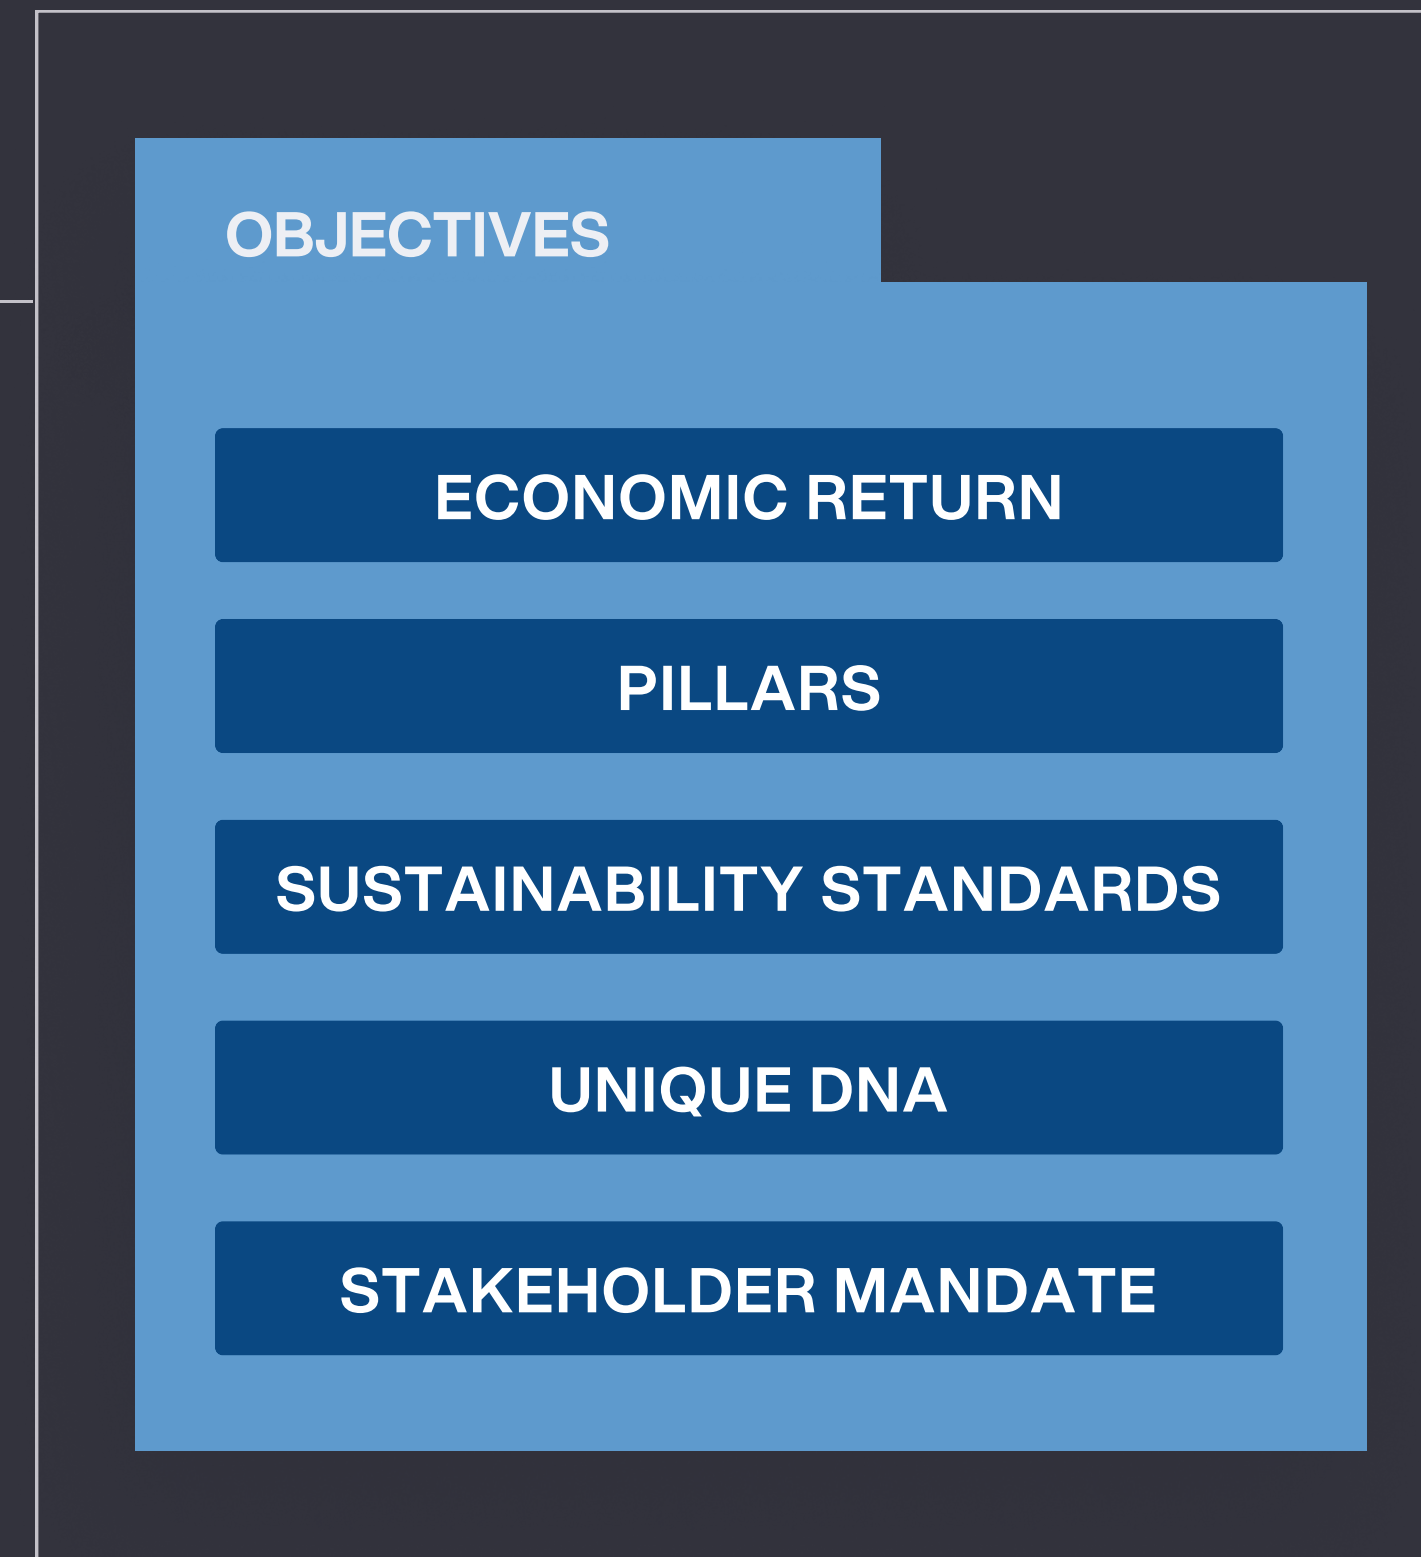 OBJECTIVES
ECONOMIC RETURN
PILLARS
SUSTAINABILITY STANDARDS
UNIQUE DNA
STAKEHOLDER MANDATE